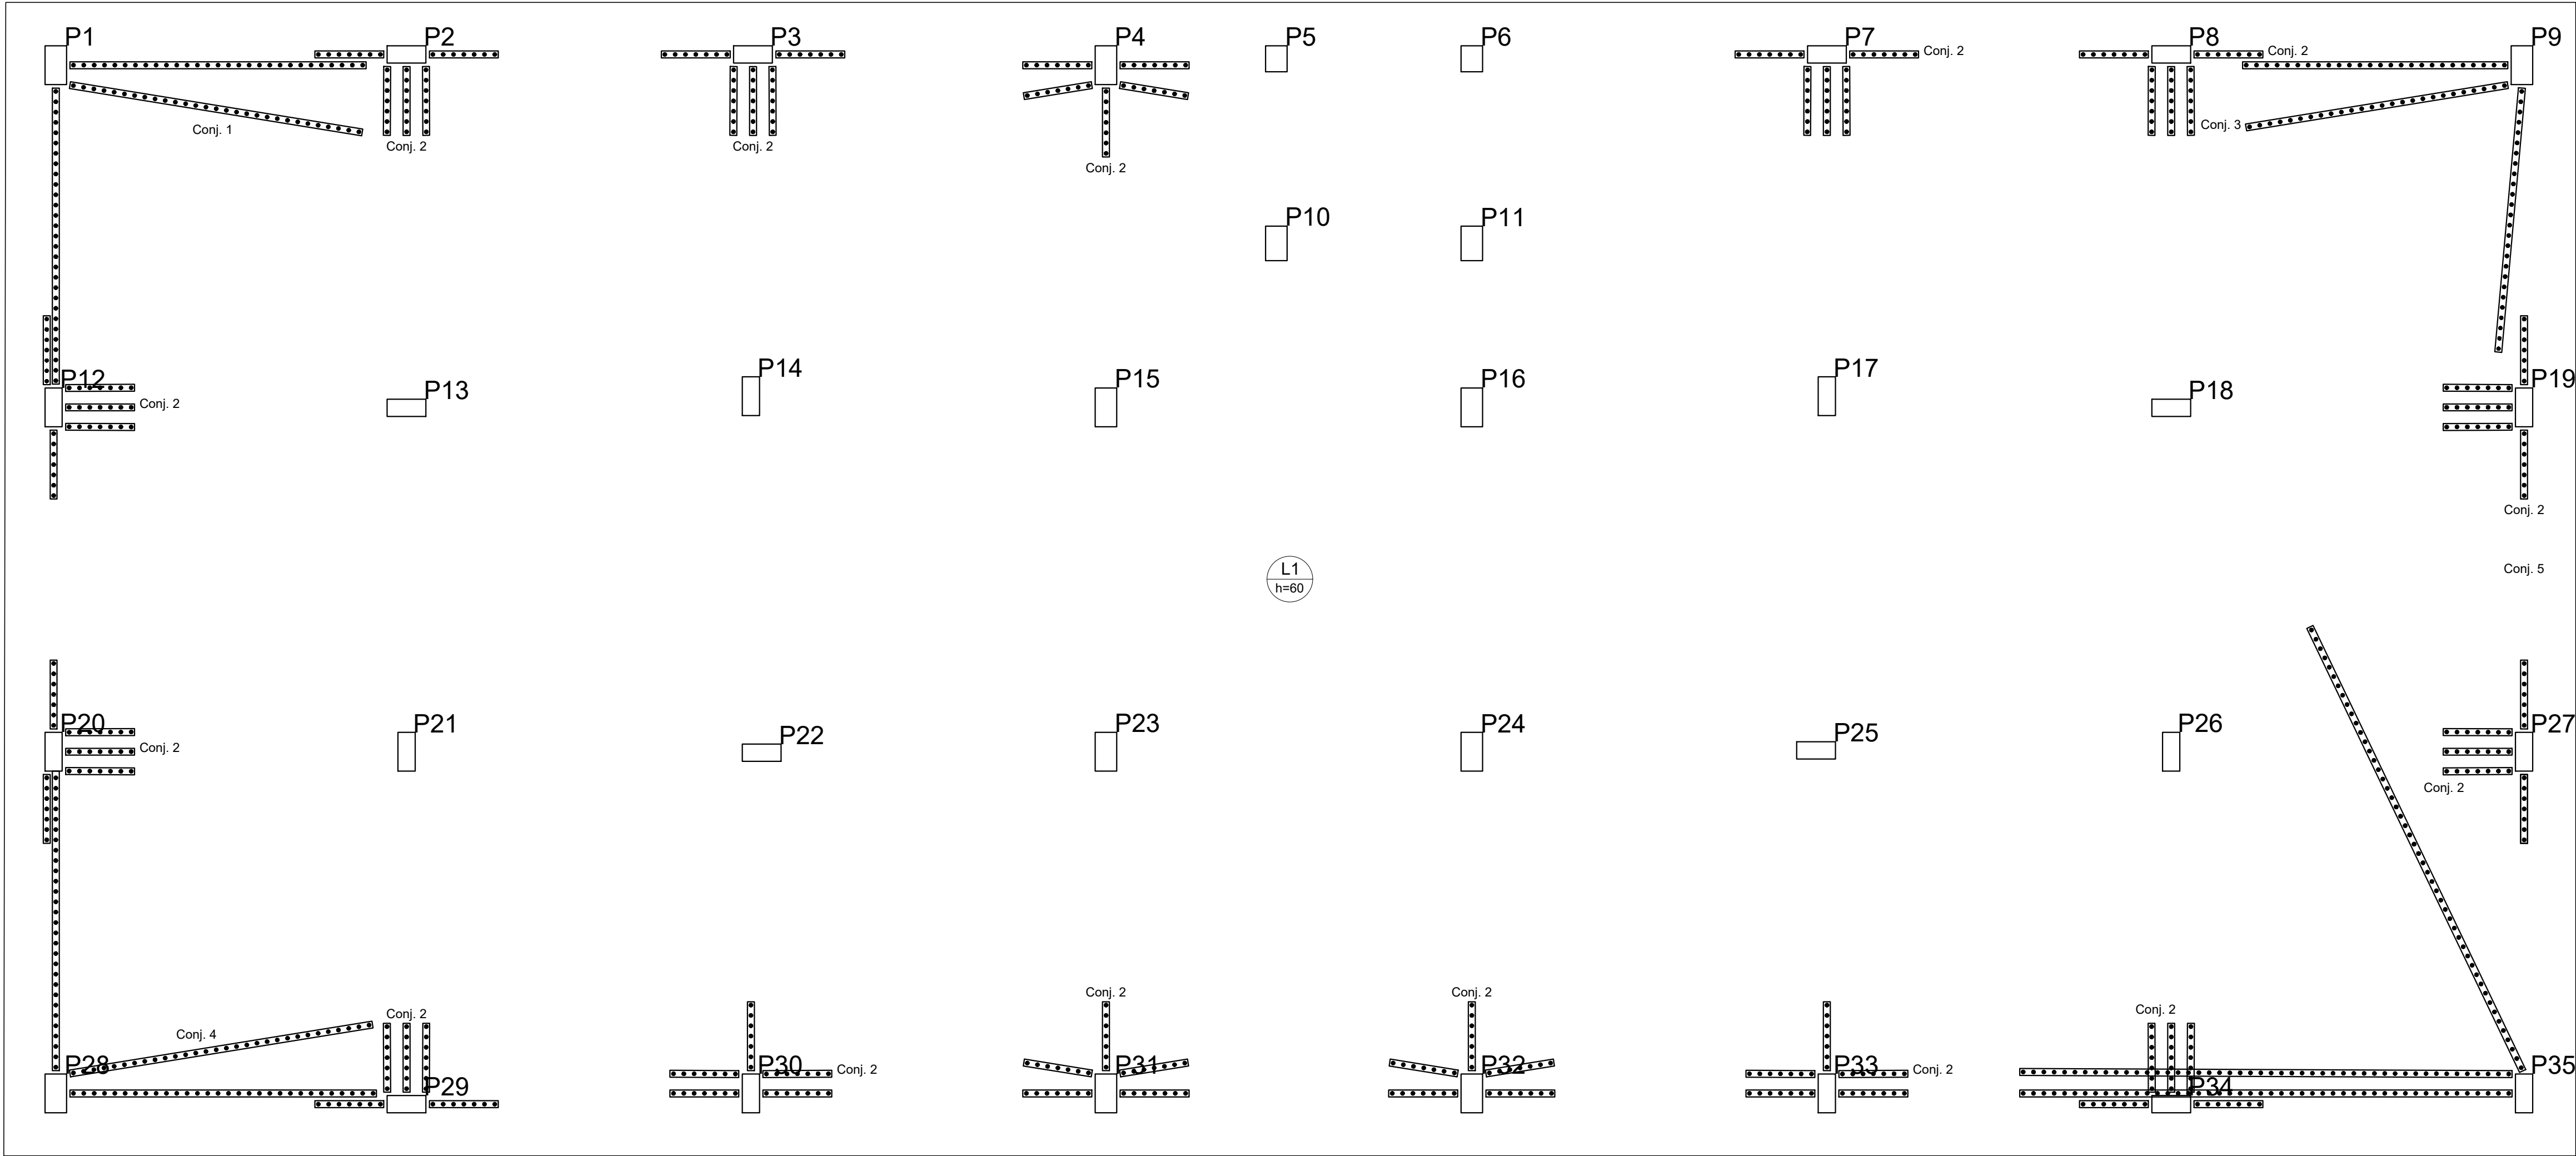 P1
P2
P3
P4
P5
P6
P7
P8
P9
Conj. 2
Conj. 2
Conj. 1
Conj. 3
Conj. 2
Conj. 2
Conj. 2
P10
P11
P12
P13
P14
P15
P16
P17
P18
P19
Conj. 2
Conj. 2
L1
h=60
Conj. 5
P20
P21
P22
P23
P24
P25
P26
P27
Conj. 2
Conj. 2
Conj. 2
Conj. 2
Conj. 2
Conj. 2
Conj. 4
P28
P29
P30
P31
P32
P33
P34
P35
Conj. 2
Conj. 2